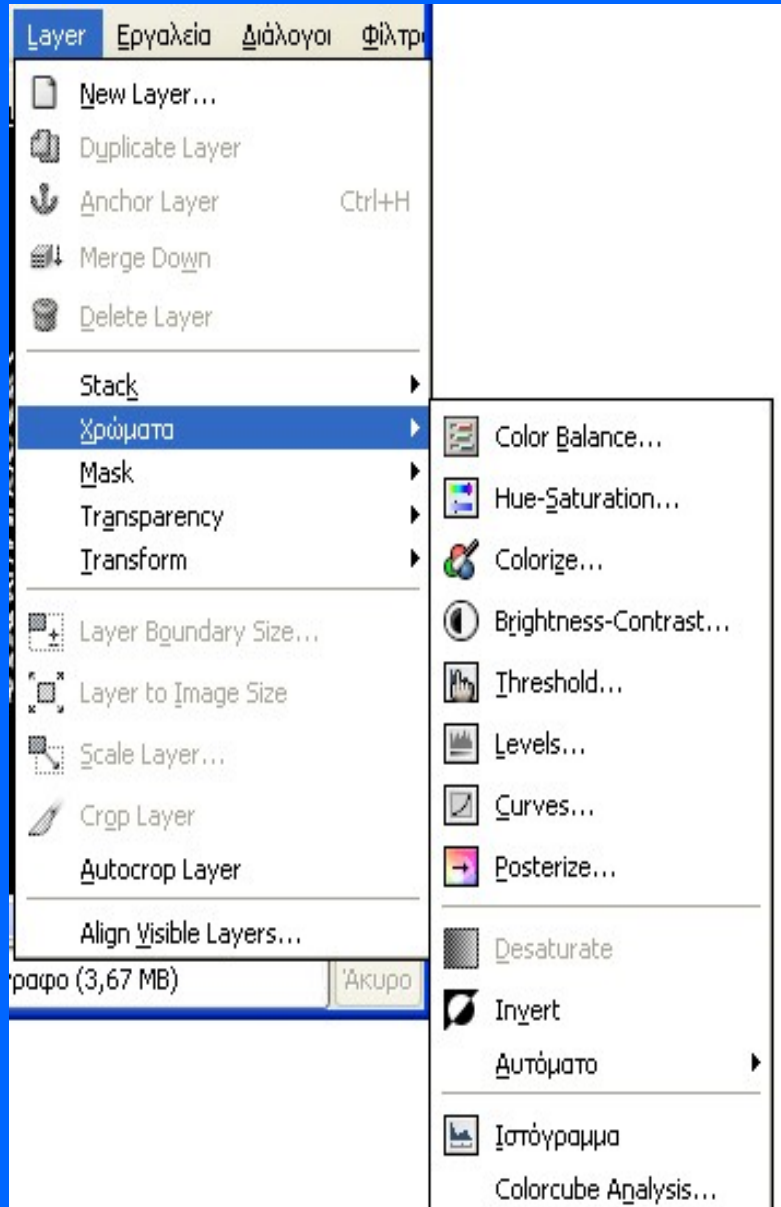 Layer Εργαλεία Διάλογοι Φίλτρ
New Layer...
Duplicate Layer
Anchor Layer Ctrl+H
Merge Down
Delete Layer
Stack
Χρώματα
Mask
Transparency
Transform
Layer Boundary Size...
Layer to Image Size
Scale Layer...
Crop Layer
Autocrop Layer
Align Visible Layers...
ραφο (3,67 MB) Άκυρο
Color Balance...
Hue-Saturation...
Colorize...
Brightness-Contrast...
Threshold...
Levels...
Curves...
Posterize...
Desaturate
Invert
Αυτόματο
Ιστόγραμμα
Colorcube Analysis...